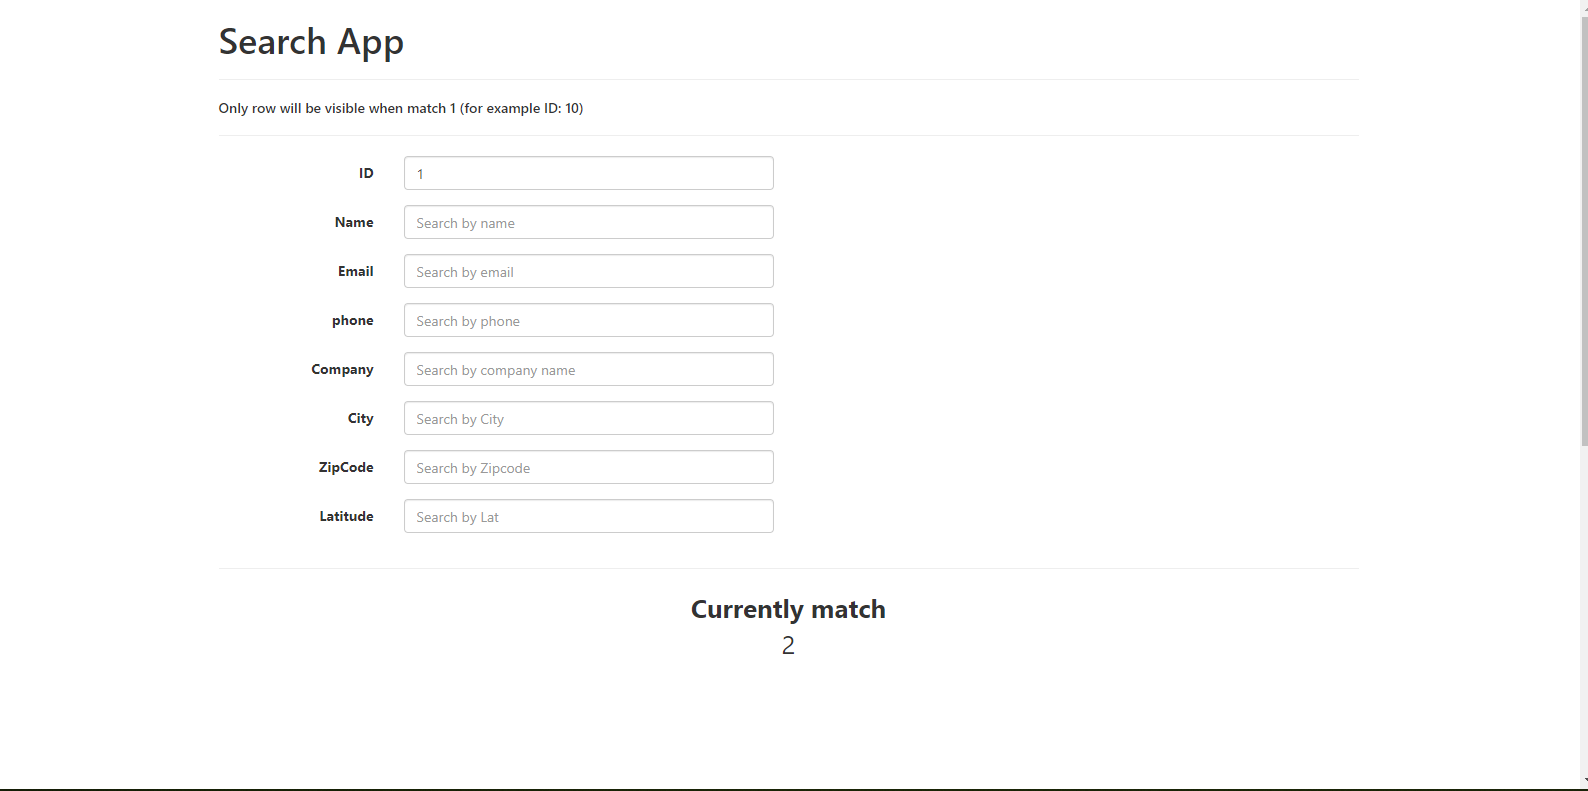 Search App
Only row will be visible when match 1 (for example ID: 10)
ID 1
Name Search by name
Email Search by email
phone Search by phone
Company Search by company name
City Search by City
ZipCode Search by Zipcode
Latitude Search by Lat
Currently match
2